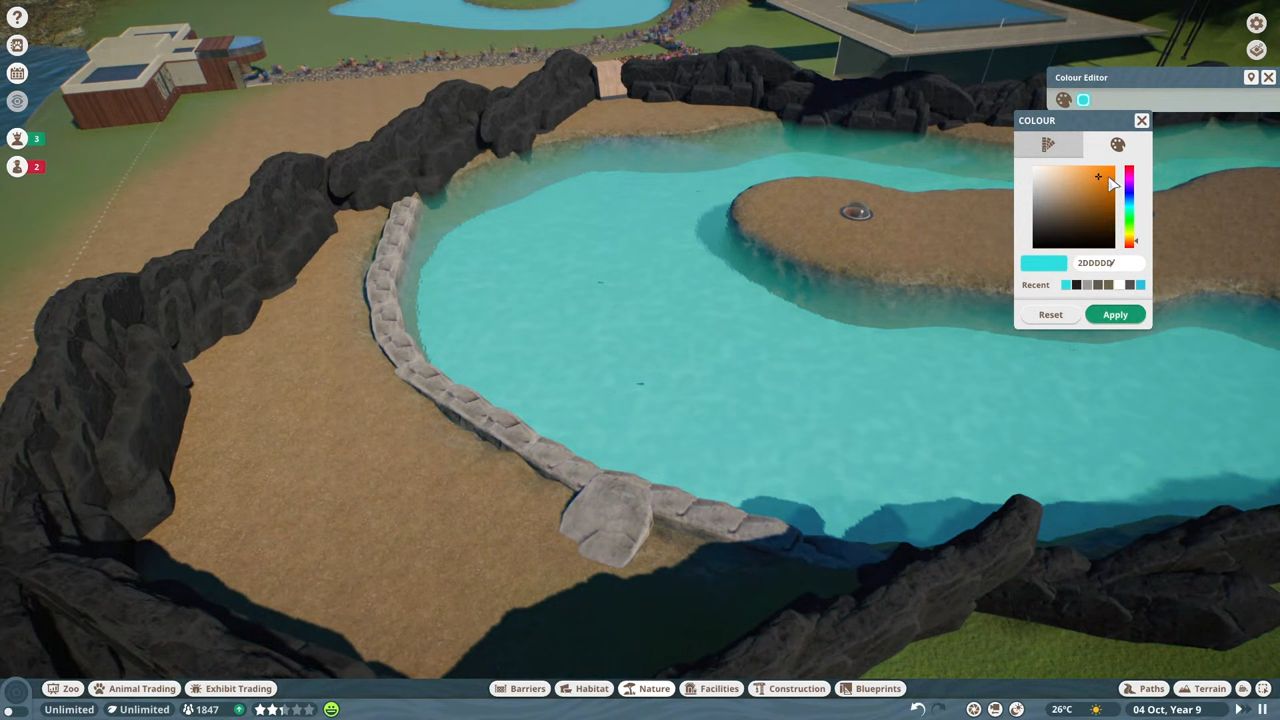 ?
Colour Editor
COLOUR
3
2
2DDDDD
Recent
Reset
Apply
Zoo
Animal Trading
Exhibit Trading
Barriers
Habitat
Nature
Facilities
Construction
Blueprints
Paths
Terrain
Unlimited
Unlimited
1847
26°C
04 Oct, Year 9